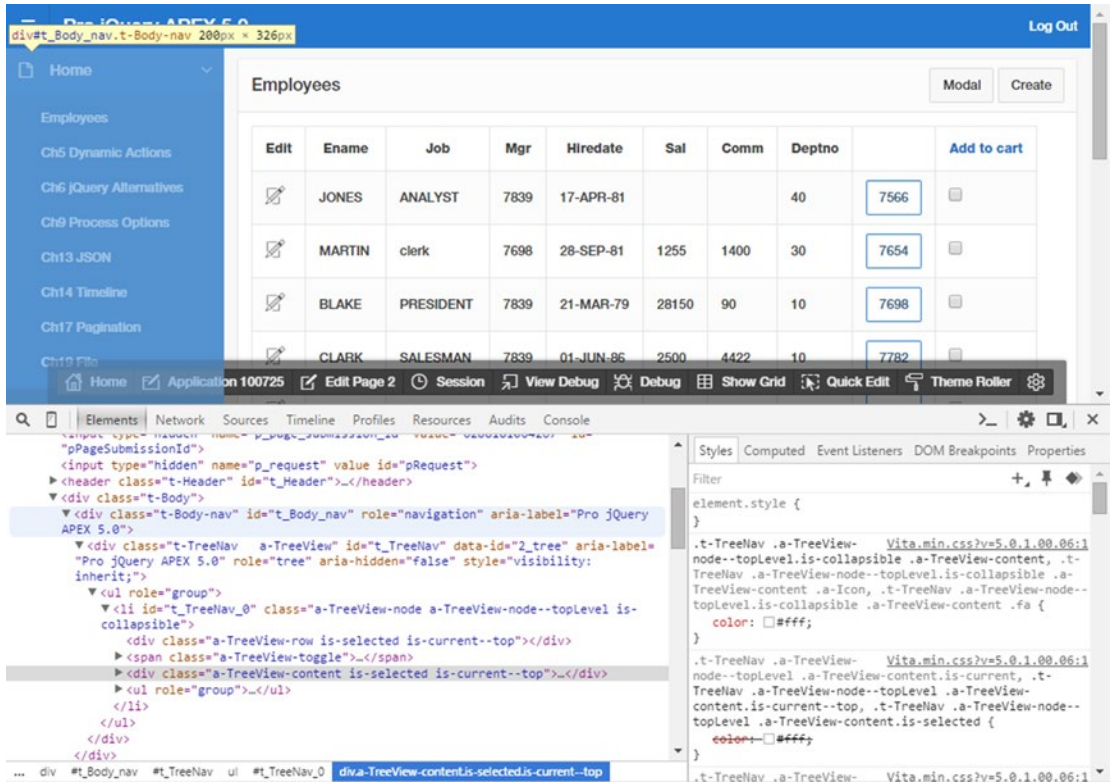 div#t_Body_nav.t-Body-nav 200px × 326px
Log Out
Home
Employees
Ch5 Dynamic Actions
Ch6 jQuery Alternatives
Ch9 Process Options
Ch13 JSON
Ch14 Timeline
Ch17 Pagination
Ch19 File
Employees
Modal Create
Edit Ename Job Mgr Hiredate Sal Comm Deptno Add to cart
JONES ANALYST 7839 17-APR-81 40 7566
MARTIN clerk 7698 28-SEP-81 1255 1400 30 7654
BLAKE PRESIDENT 7839 21-MAR-79 28150 90 10 7698
CLARK SALESMAN 7839 01-JUN-86 2500 4422 10 7782
Home Application 100725 Edit Page 2 Session View Debug Debug Show Grid Quick Edit Theme Roller
Elements Network Sources Timeline Profiles Resources Audits Console
"pPageSubmissionId">
<input type="hidden" name="p_request" value id="pRequest">
▶<header class="t-Header" id="t_Header">…</header>
▼<div class="t-Body">
▼<div class="t-Body-nav" id="t_Body_nav" role="navigation" aria-label="Pro jQuery
APEX 5.0">
▼<div class="t-TreeNav   a-TreeView" id="t_TreeNav" data-id="2_tree" aria-label=
"Pro jQuery APEX 5.0" role="tree" aria-hidden="false" style="visibility:
inherit;">
▼<ul role="group">
▼<li id="t_TreeNav_0" class="a-TreeView-node a-TreeView-node--topLevel is-
collapsible">
<div class="a-TreeView-row is-selected is-current--top"></div>
▶<span class="a-TreeView-toggle">…</span>
▶<div class="a-TreeView-content is-selected is-current--top">…</div>
▶<ul role="group">…</ul>
</li>
</ul>
</div>
</div>
... div #t_Body_nav #t_TreeNav ul #t_TreeNav_0 div.a-TreeView-content.is-selected.is-current--top
Styles Computed Event Listeners DOM Breakpoints Properties
Filter
element.style {
}
.t-TreeNav .a-TreeView- Vita.min.css?v=5.0.1.00.06:1
node--topLevel.is-collapsible .a-TreeView-content, .t-
TreeNav .a-TreeView-node--topLevel.is-collapsible .a-
TreeView-content .a-Icon, .t-TreeNav .a-TreeView-node--
topLevel.is-collapsible .a-TreeView-content .fa {
color: #fff;
}
.t-TreeNav .a-TreeView- Vita.min.css?v=5.0.1.00.06:1
node--topLevel .a-TreeView-content.is-current, .t-
TreeNav .a-TreeView-node--topLevel .a-TreeView-
content.is-current--top, .t-TreeNav .a-TreeView-node--
topLevel .a-TreeView-content.is-selected {
color: #fff;
}
.t-TreeNav .a-TreeView- Vita.min.css?v=5.0.1.00.06:1